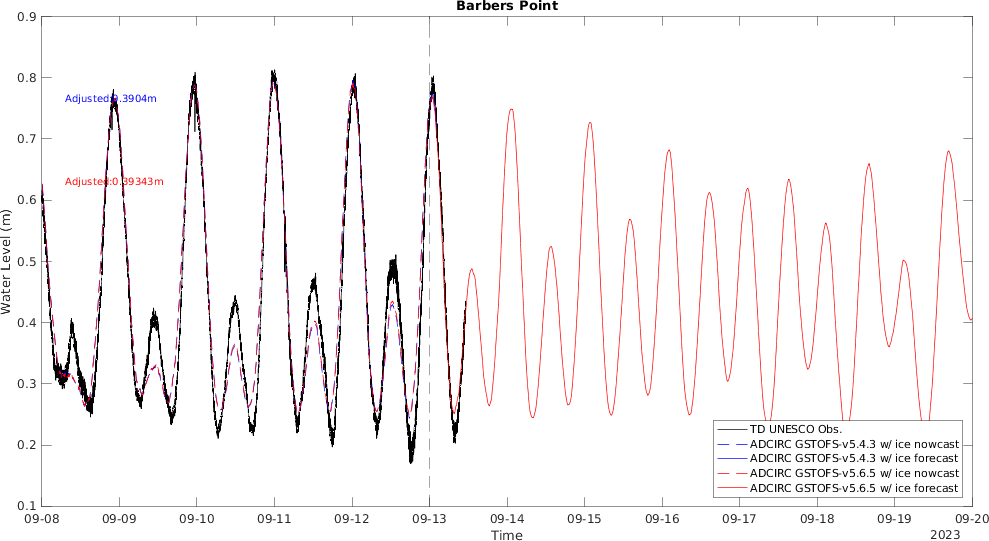 Barbers Point
0.9
0.8
0.7
0.6
0.5
0.4
0.3
0.2
0.1
Water Level (m)
Adjusted:0.3904m
Adjusted:0.39343m
TD UNESCO Obs.
ADCIRC GSTOFS-v5.4.3 w/ ice nowcast
ADCIRC GSTOFS-v5.4.3 w/ ice forecast
ADCIRC GSTOFS-v5.6.5 w/ ice nowcast
ADCIRC GSTOFS-v5.6.5 w/ ice forecast
09-08 09-09 09-10 09-11 09-12 09-13 09-14 09-15 09-16 09-17 09-18 09-19 09-20
Time
2023